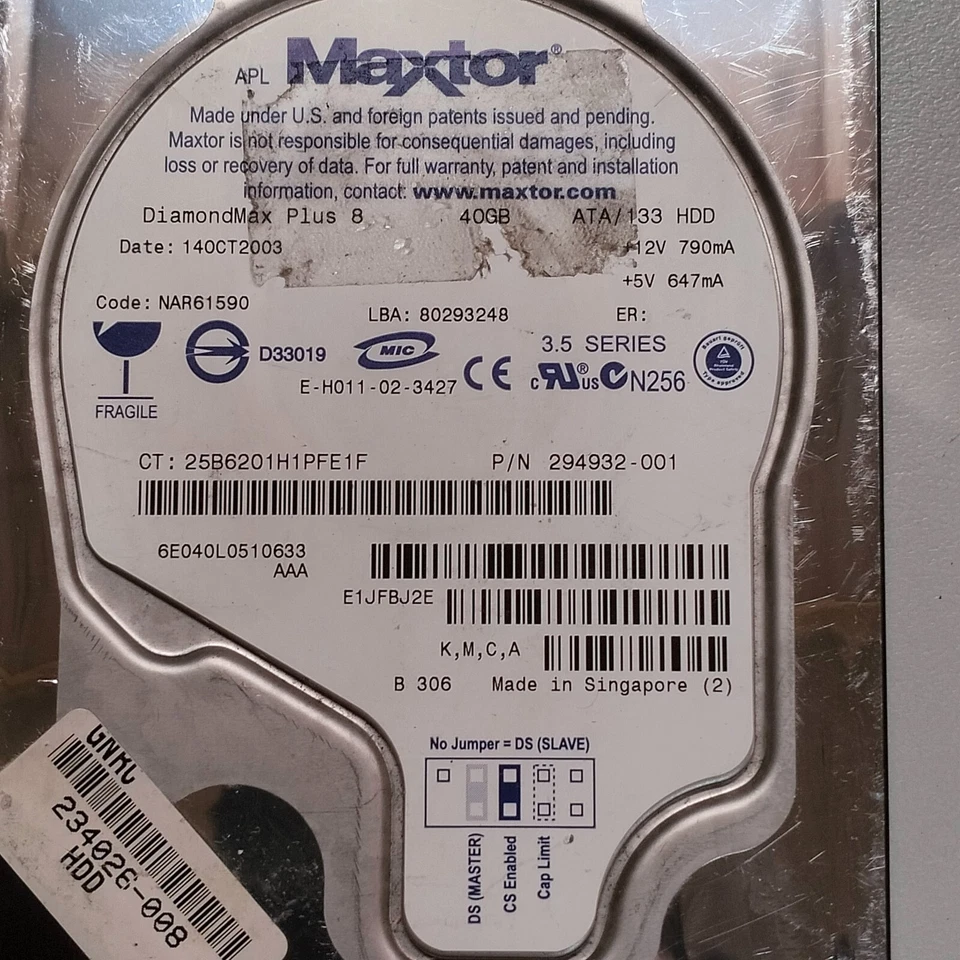 APL Maxtor®
Made under U.S. and foreign patents issued and pending.
Maxtor is not responsible for consequential damages, including
loss or recovery of data. For full warranty, patent and installation
information, contact: www.maxtor.com
DiamondMax Plus 8 40GB ATA/133 HDD
Date: 14OCT2003 +12V 790mA
+5V 647mA
Code: NAR61590
LBA: 80293248 ER:
3.5 SERIES
D33019 MIC
E-H011-02-3427 CE c RU® us N256
FRAGILE
CT: 25B6201H1PFE1F P/N 294932-001
6E040L0510633
AAA
E1JFBJ2E
K,M,C,A
B 306 Made in Singapore (2)
No Jumper = DS (SLAVE)
DS (MASTER)
CS Enabled
Cap Limit
234026-008
HDD